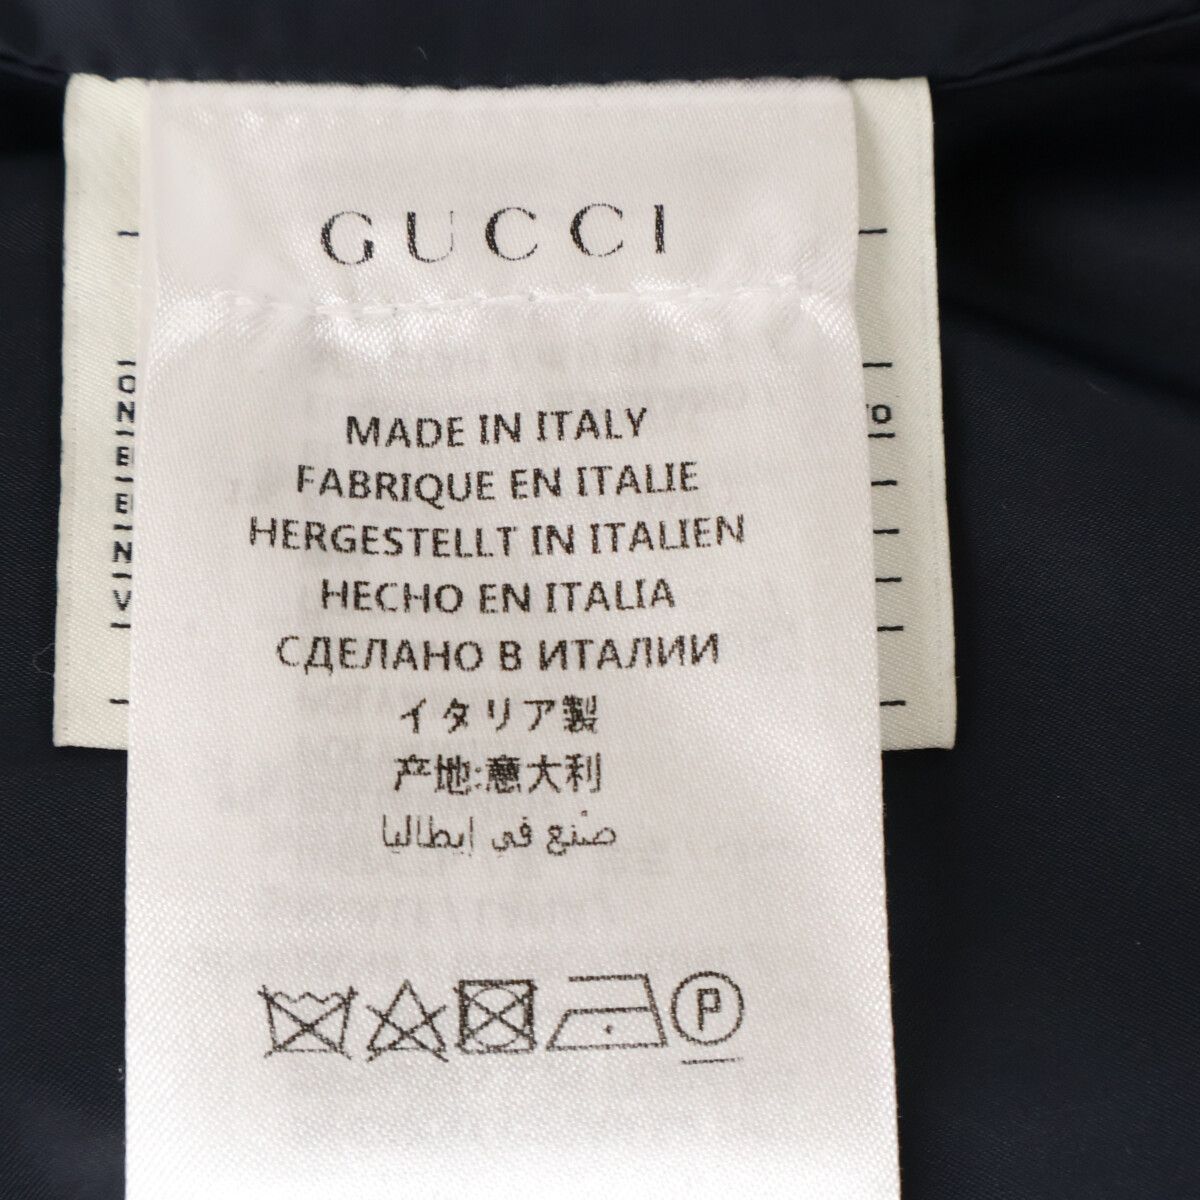 GUCCI
MADE IN ITALY
FABRIQUE EN ITALIE
HERGESTELLT IN ITALIEN
HECHO EN ITALIA
СДЕЛАНО В ИТАЛИИ
イタリア製
产地:意大利
صنع في إيطاليا
P